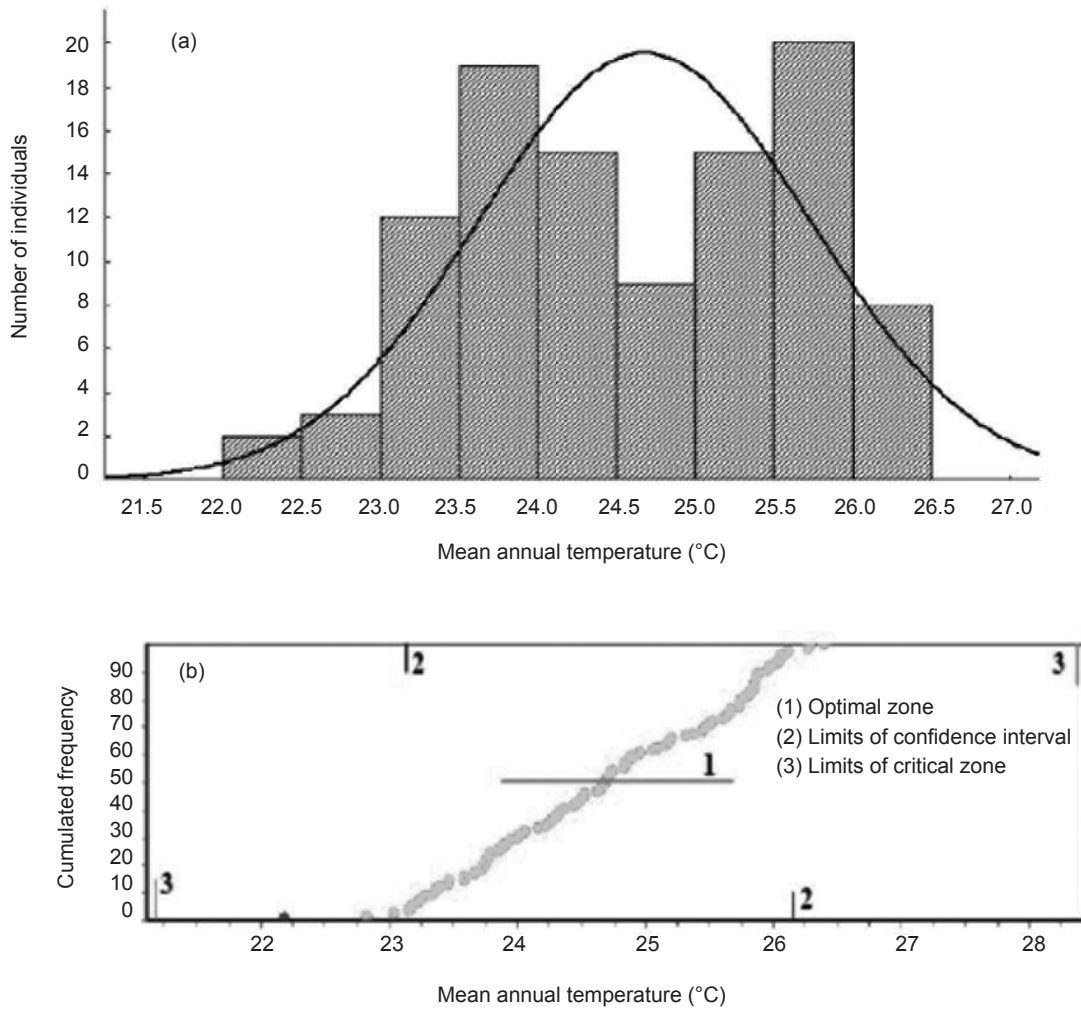 (a)
Number of individuals
20
18
16
14
12
10
8
6
4
2
0
21.5 22.0 22.5 23.0 23.5 24.0 24.5 25.0 25.5 26.0 26.5 27.0
Mean annual temperature (°C)
(b)
Cumulated frequency
90
80
70
60
50
40
30
20
10
0
2
3
(1) Optimal zone
(2) Limits of confidence interval
(3) Limits of critical zone
1
3
2
22 23 24 25 26 27 28
Mean annual temperature (°C)